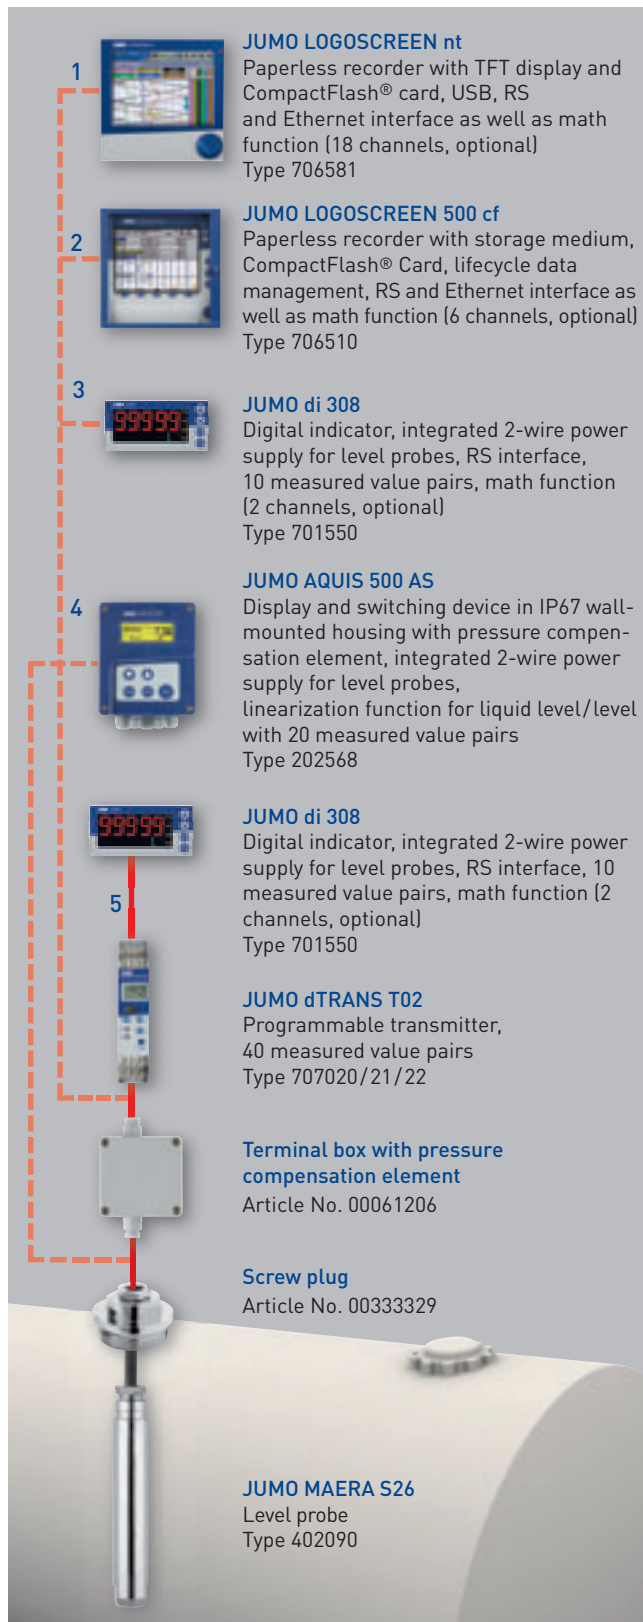 1
JUMO LOGOSCREEN nt
Paperless recorder with TFT display and
CompactFlash® card, USB, RS
and Ethernet interface as well as math
function (18 channels, optional)
Type 706581
2
JUMO LOGOSCREEN 500 cf
Paperless recorder with storage medium,
CompactFlash® Card, lifecycle data
management, RS and Ethernet interface as
well as math function (6 channels, optional)
Type 706510
3
99999
JUMO di 308
Digital indicator, integrated 2-wire power
supply for level probes, RS interface,
10 measured value pairs, math function
(2 channels, optional)
Type 701550
4
JUMO AQUIS 500 AS
Display and switching device in IP67 wall-
mounted housing with pressure compen-
sation element, integrated 2-wire power
supply for level probes,
linearization function for liquid level/level
with 20 measured value pairs
Type 202568
99999
JUMO di 308
Digital indicator, integrated 2-wire power
supply for level probes, RS interface, 10
measured value pairs, math function (2
channels, optional)
Type 701550
5
JUMO dTRANS T02
Programmable transmitter,
40 measured value pairs
Type 707020/21/22
Terminal box with pressure
compensation element
Article No. 00061206
Screw plug
Article No. 00333329
JUMO MAERA S26
Level probe
Type 402090